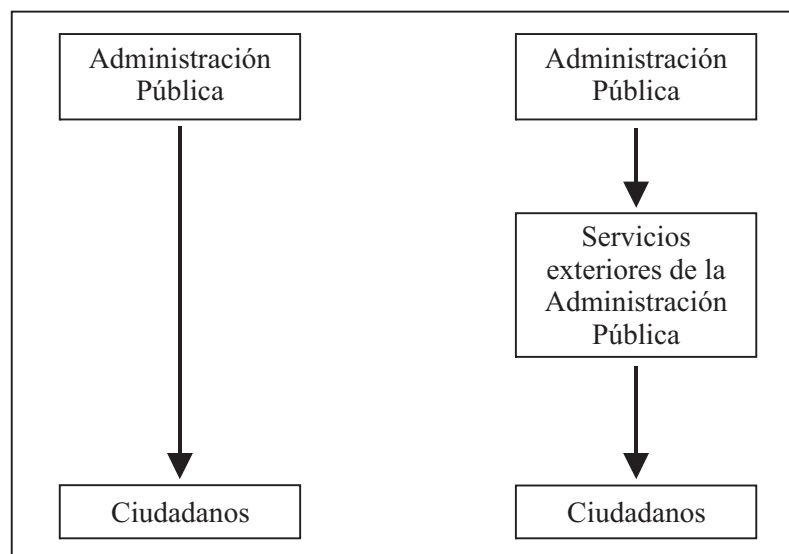 Administración
Pública
Ciudadanos
Administración
Pública
Servicios
exteriores de la
Administración
Pública
Ciudadanos